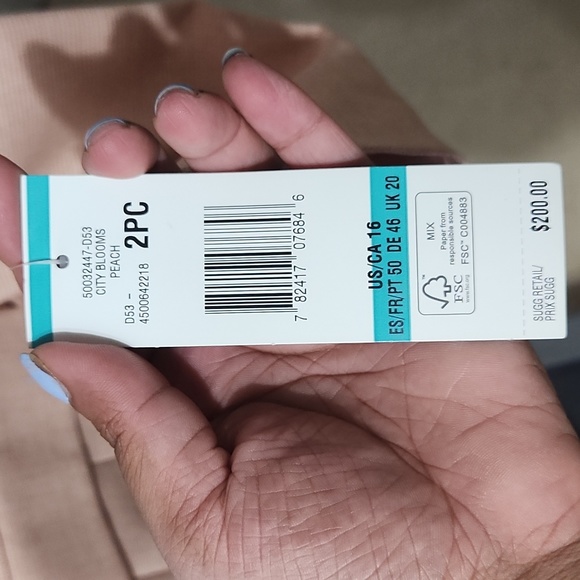 50032447-D53
CITY BLOOMS
PEACH
D53 –
4500642218
2PC
7 82417 07684 6
US/CA 16
ES/FR/PT 50 DE 46 UK 20
MIX
Paper from
responsible sources
FSC™ C004883
FSC
www.fsc.org
SUGG RETAIL/
PRIX SUGG
$200.00